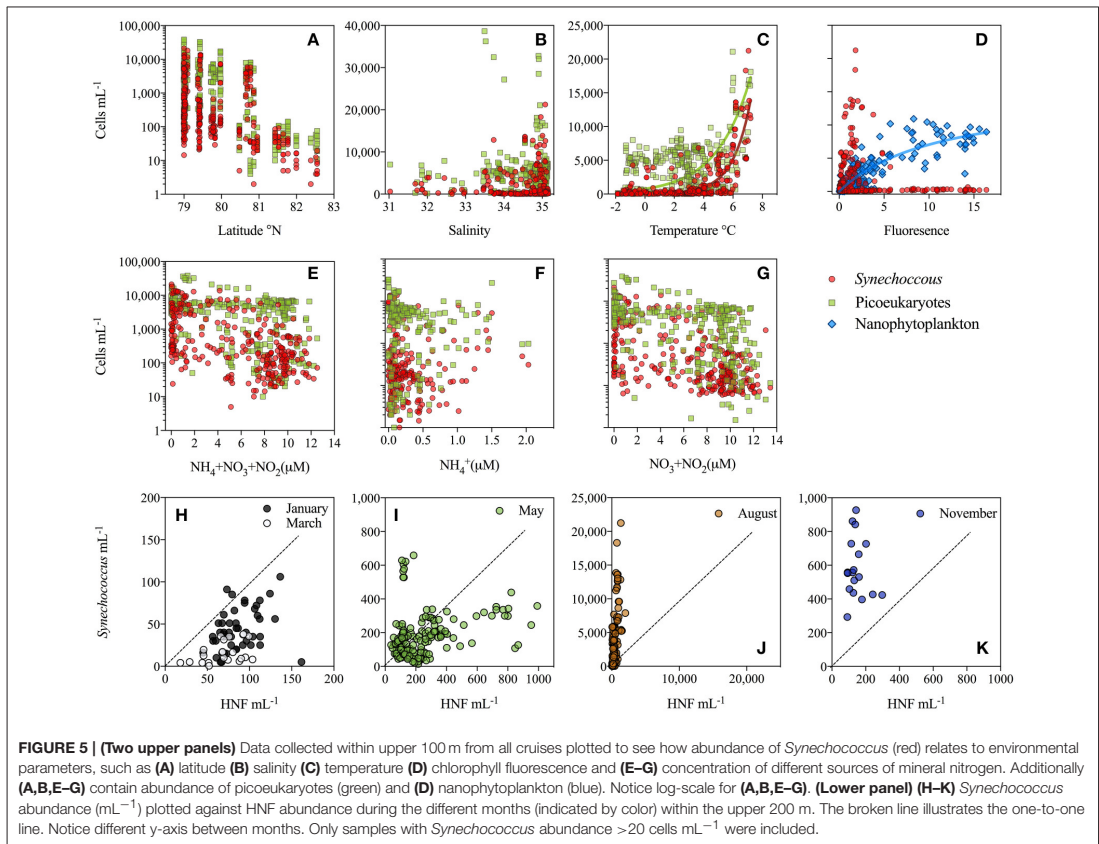 A
100,000
10,000
1,000
100
10
1
Cells mL-1
79 80 81 82 83
Latitude °N
B
40,000
30,000
20,000
10,000
0
31 32 33 34 35
Salinity
C
25,000
20,000
15,000
10,000
5,000
0
-2 0 2 4 6 8
Temperature °C
D
0 5 10 15
Fluoresence
E
100,000
10,000
1,000
100
10
1
Cells mL-1
0 2 4 6 8 10 12 14
NH4+NO3+NO2(µM)
F
0.0 0.5 1.0 1.5 2.0
NH4+(µM)
G
0 2 4 6 8 10 12 14
NO3+NO2(µM)
Synechoccous
Picoeukaryotes
Nanophytoplankton
H
January
March
200
150
100
50
0
Synechococcus mL-1
0 50 100 150 200
HNF mL-1
I
May
1,000
800
600
400
200
0
0 200 400 600 800 1000
HNF mL-1
August
25,000
20,000
15,000
10,000
5,000
0
J
0 10,000 20,000
HNF mL-1
November
1,000
800
600
400
200
0
K
0 200 400 600 800 1000
HNF mL-1
FIGURE 5 | (Two upper panels) Data collected within upper 100 m from all cruises plotted to see how abundance of Synechococcus (red) relates to environmental
parameters, such as (A) latitude (B) salinity (C) temperature (D) chlorophyll fluorescence and (E–G) concentration of different sources of mineral nitrogen. Additionally
(A,B,E–G) contain abundance of picoeukaryotes (green) and (D) nanophytoplankton (blue). Notice log-scale for (A,B,E–G). (Lower panel) (H–K) Synechococcus
abundance (mL−1) plotted against HNF abundance during the different months (indicated by color) within the upper 200 m. The broken line illustrates the one-to-one
line. Notice different y-axis between months. Only samples with Synechococcus abundance >20 cells mL−1 were included.